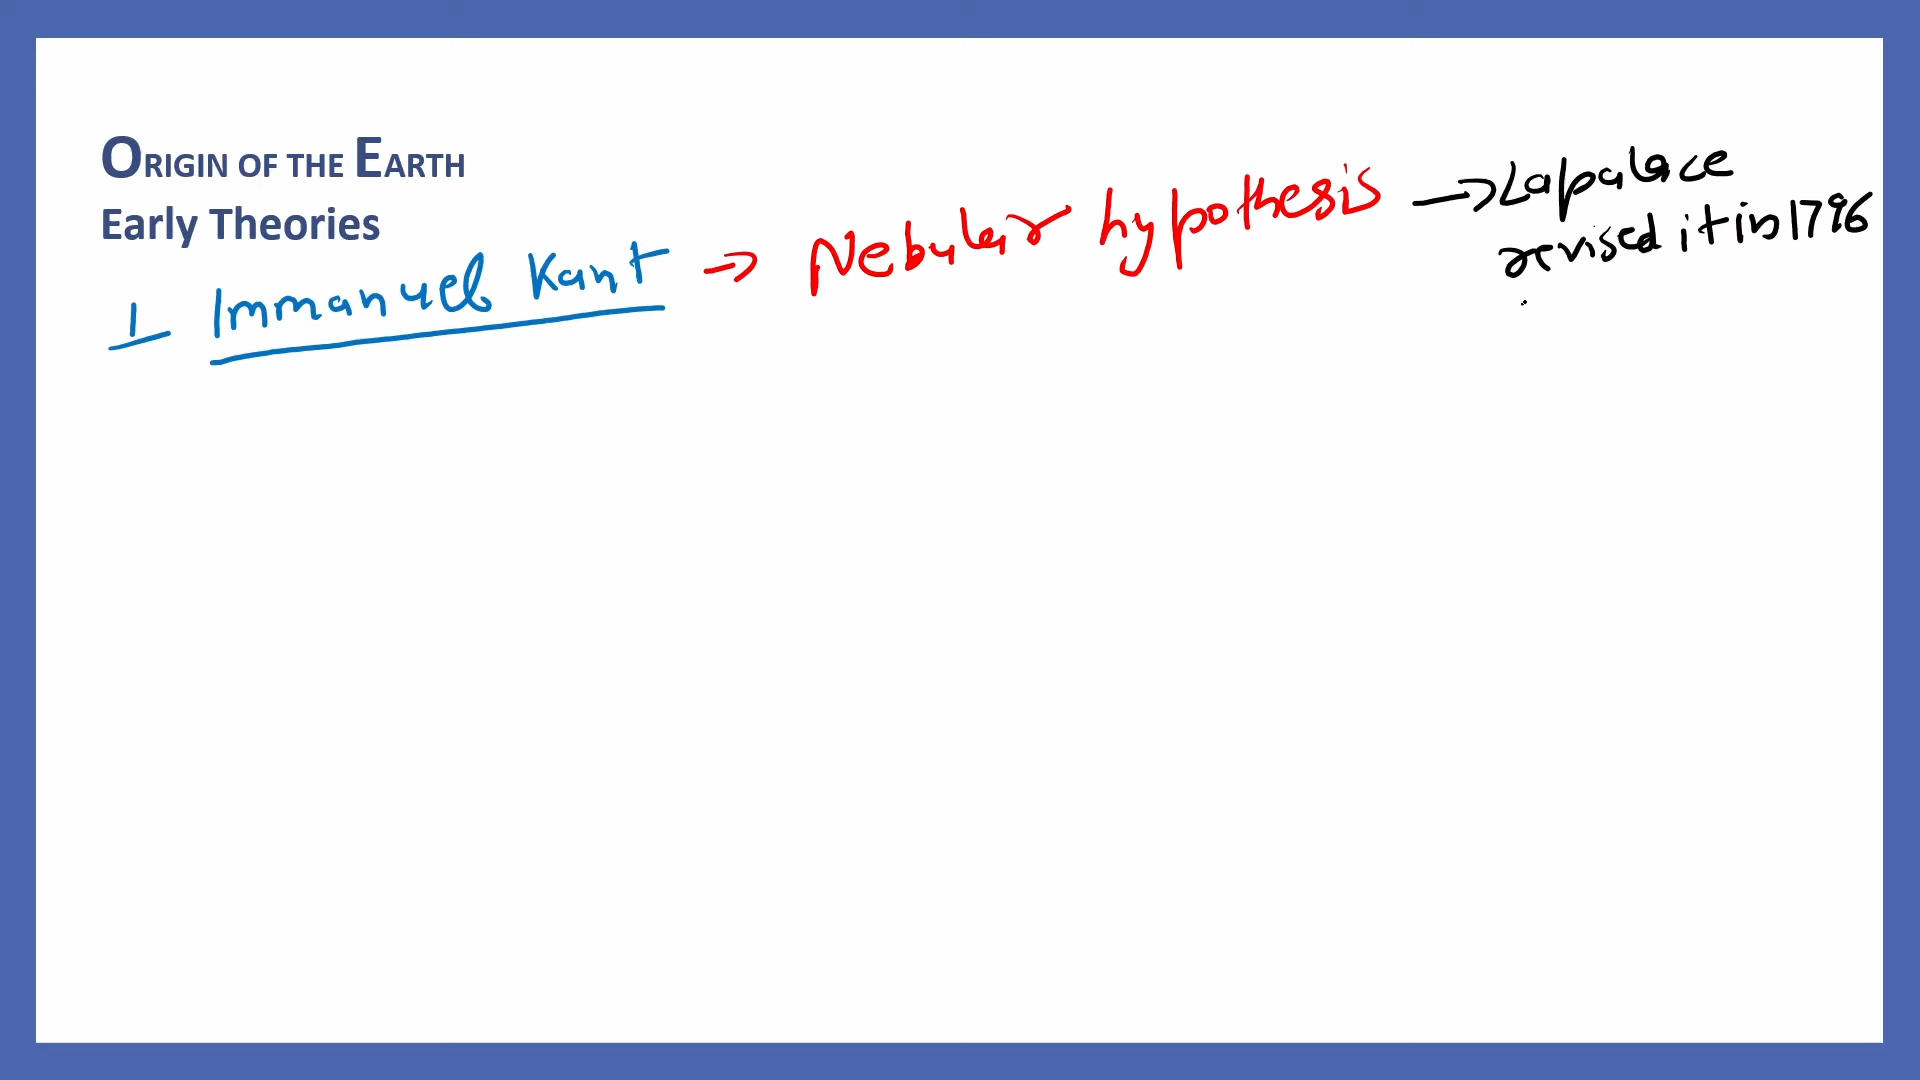 ORIGIN OF THE EARTH
Early Theories
1 Immanuel Kant → Nebular hypothesis → Lapalace
revised it in 1796